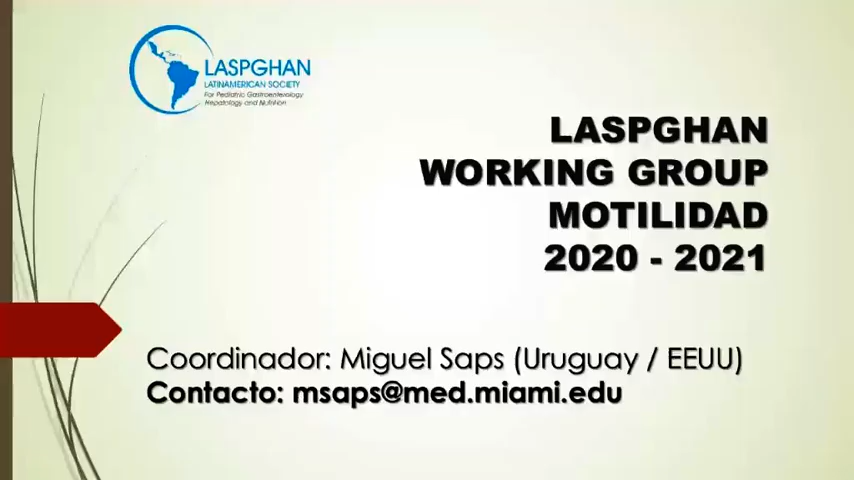 LASPGHAN
LATINAMERICAN SOCIETY
For Pediatric Gastroenterology
Hepatology and Nutrition
LASPGHAN
WORKING GROUP
MOTILIDAD
2020 - 2021
Coordinador: Miguel Saps (Uruguay / EEUU)
Contacto: msaps@med.miami.edu